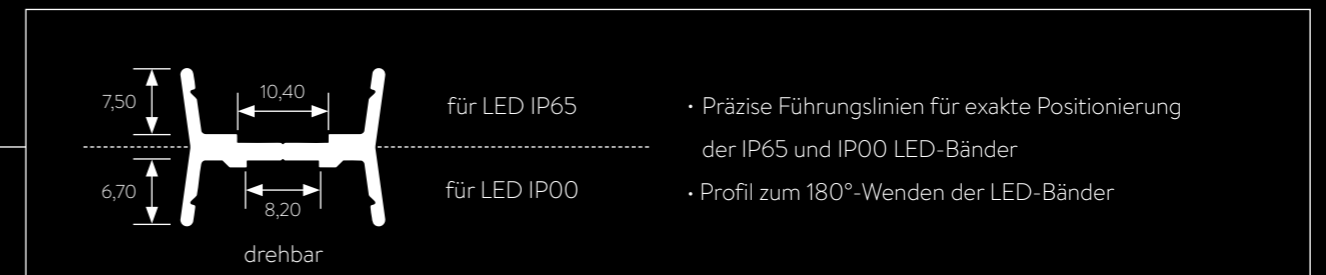 7,50
10,40
für LED IP65
6,70
8,20
für LED IP00
drehbar
• Präzise Führungslinien für exakte Positionierung
der IP65 und IP00 LED-Bänder
• Profil zum 180°-Wenden der LED-Bänder